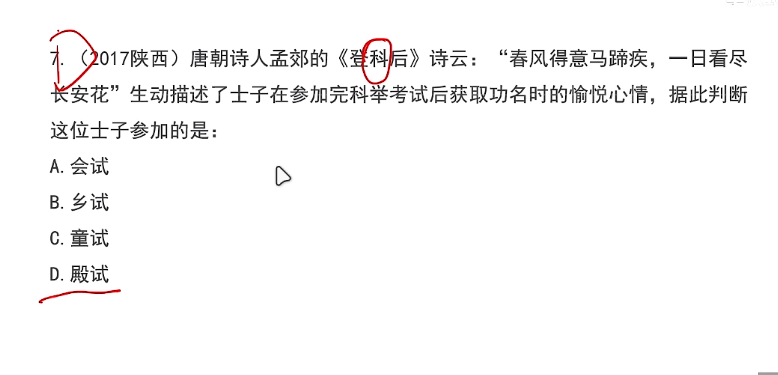 7.（2017陕西）唐朝诗人孟郊的《登科后》诗云：“春风得意马蹄疾，一日看尽
长安花”生动描述了士子在参加完科举考试后获取功名时的愉悦心情，据此判断
这位士子参加的是：
A. 会试
B. 乡试
C. 童试
D. 殿试